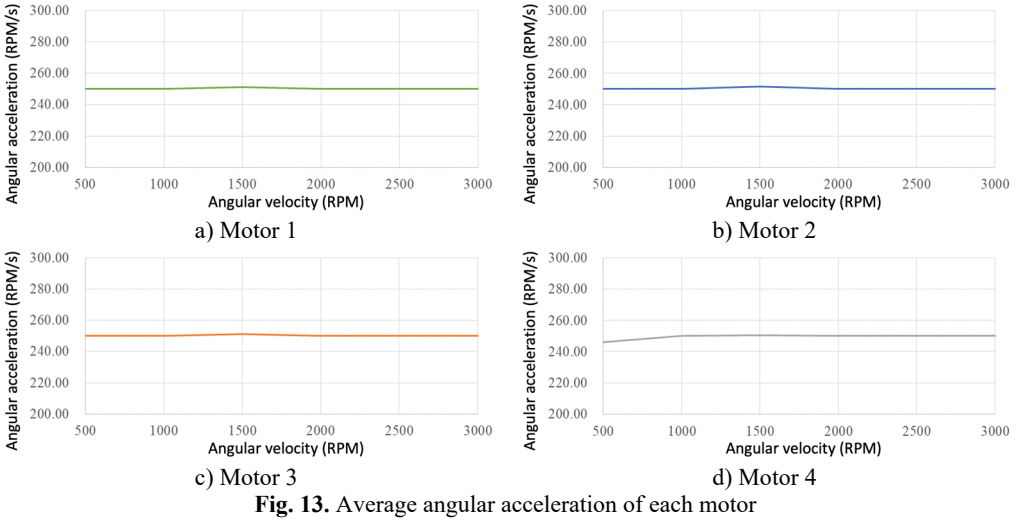 Angular acceleration (RPM/s)
300.00
280.00
260.00
240.00
220.00
200.00
500 1000 1500 2000 2500 3000
Angular velocity (RPM)
a) Motor 1
Angular acceleration (RPM/s)
300.00
280.00
260.00
240.00
220.00
200.00
500 1000 1500 2000 2500 3000
Angular velocity (RPM)
b) Motor 2
Angular acceleration (RPM/s)
300.00
280.00
260.00
240.00
220.00
200.00
500 1000 1500 2000 2500 3000
Angular velocity (RPM)
c) Motor 3
Angular acceleration (RPM/s)
300.00
280.00
260.00
240.00
220.00
200.00
500 1000 1500 2000 2500 3000
Angular velocity (RPM)
d) Motor 4
Fig. 13. Average angular acceleration of each motor